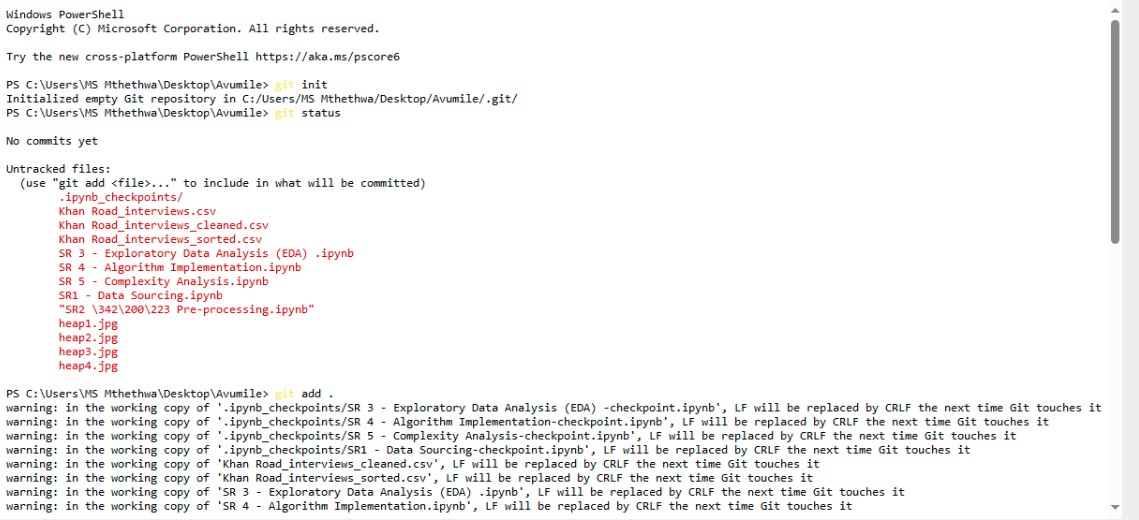 Windows PowerShell
Copyright (C) Microsoft Corporation. All rights reserved.
Try the new cross-platform PowerShell https://aka.ms/pscore6
PS C:\Users\MS Mthethwa\Desktop\Avumile> git init
Initialized empty Git repository in C:/Users/MS Mthethwa/Desktop/Avumile/.git/
PS C:\Users\MS Mthethwa\Desktop\Avumile> git status
No commits yet
Untracked files:
  (use "git add <file>..." to include in what will be committed)
        .ipynb_checkpoints/
        Khan Road_interviews.csv
        Khan Road_interviews_cleaned.csv
        Khan Road_interviews_sorted.csv
        SR 3 - Exploratory Data Analysis (EDA) .ipynb
        SR 4 - Algorithm Implementation.ipynb
        SR 5 - Complexity Analysis.ipynb
        SR1 - Data Sourcing.ipynb
        "SR2 \342\200\223 Pre-processing.ipynb"
        heap1.jpg
        heap2.jpg
        heap3.jpg
        heap4.jpg
PS C:\Users\MS Mthethwa\Desktop\Avumile> git add .
warning: in the working copy of '.ipynb_checkpoints/SR 3 - Exploratory Data Analysis (EDA) -checkpoint.ipynb', LF will be replaced by CRLF the next time Git touches it
warning: in the working copy of '.ipynb_checkpoints/SR 4 - Algorithm Implementation-checkpoint.ipynb', LF will be replaced by CRLF the next time Git touches it
warning: in the working copy of '.ipynb_checkpoints/SR 5 - Complexity Analysis-checkpoint.ipynb', LF will be replaced by CRLF the next time Git touches it
warning: in the working copy of '.ipynb_checkpoints/SR1 - Data Sourcing-checkpoint.ipynb', LF will be replaced by CRLF the next time Git touches it
warning: in the working copy of 'Khan Road_interviews_cleaned.csv', LF will be replaced by CRLF the next time Git touches it
warning: in the working copy of 'Khan Road_interviews_sorted.csv', LF will be replaced by CRLF the next time Git touches it
warning: in the working copy of 'SR 3 - Exploratory Data Analysis (EDA) .ipynb', LF will be replaced by CRLF the next time Git touches it
warning: in the working copy of 'SR 4 - Algorithm Implementation.ipynb', LF will be replaced by CRLF the next time Git touches it